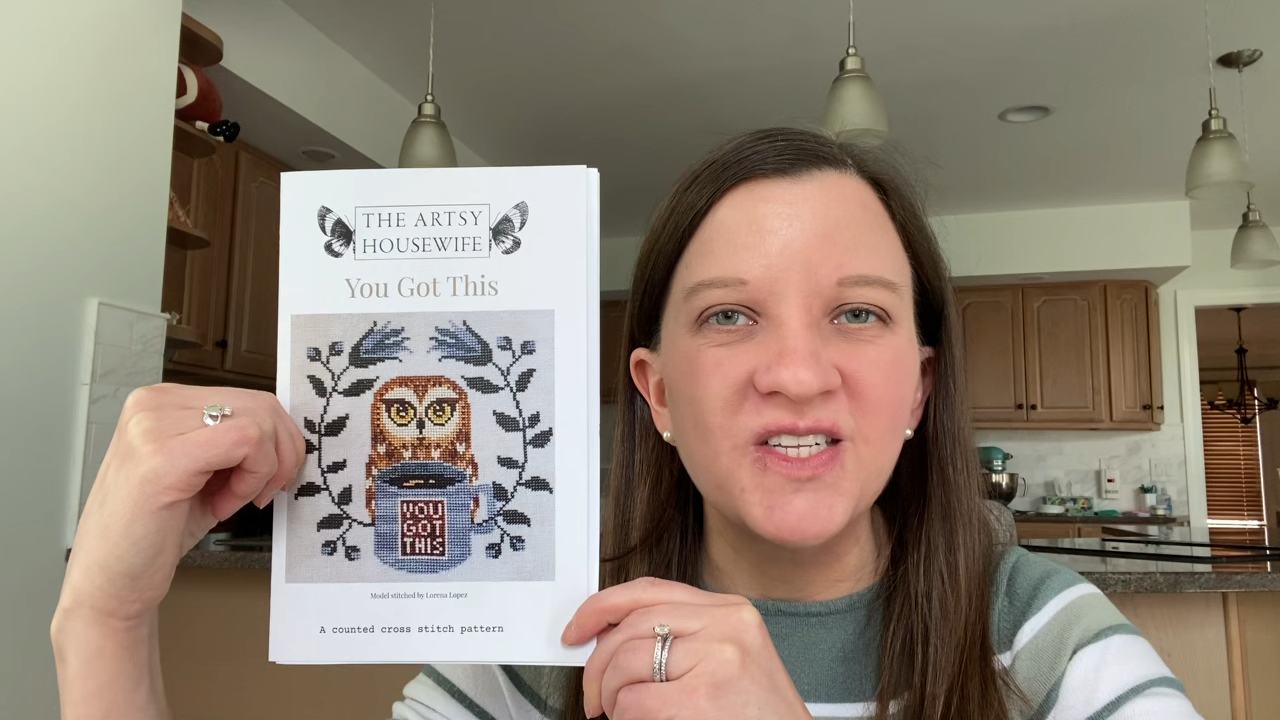 THE ARTSY
HOUSEWIFE
You Got This
YOU
GOT
THIS
Model stitched by Lorena Lopez
A counted cross stitch pattern